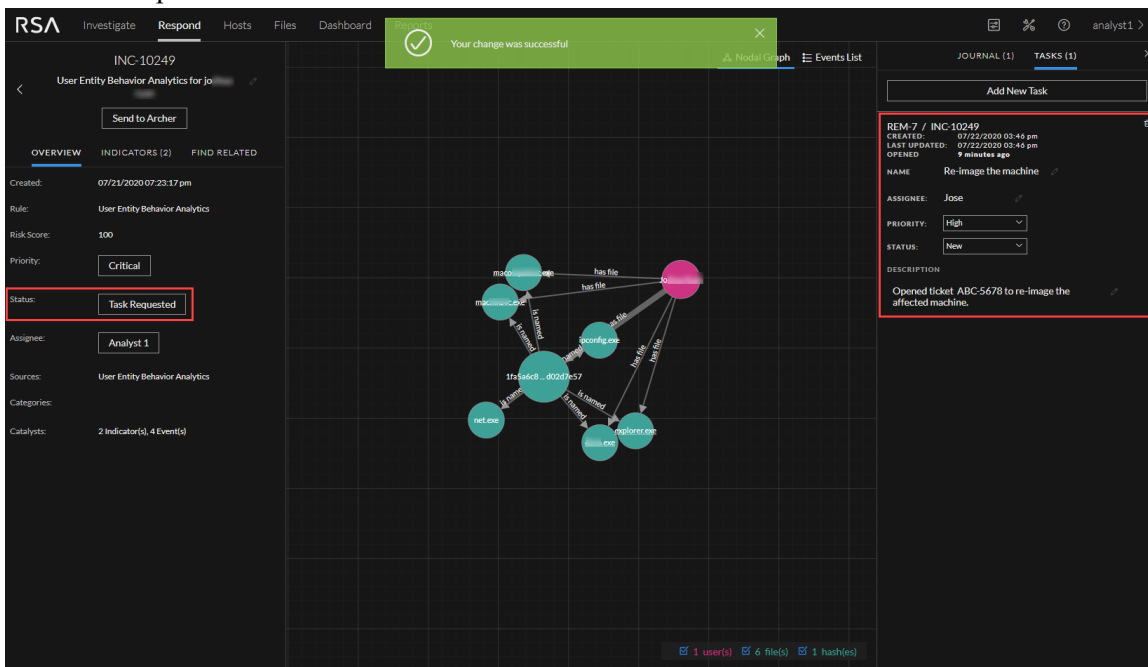 RSA Investigate Respond Hosts Files Dashboard Reports analyst1 >
Your change was successful
INC-10249
User Entity Behavior Analytics for jo
Send to Archer
OVERVIEW INDICATORS (2) FIND RELATED
Created: 07/21/2020 07:23:17 pm
Rule: User Entity Behavior Analytics
Risk Score: 100
Priority: Critical
Status: Task Requested
Assignee: Analyst 1
Sources: User Entity Behavior Analytics
Categories:
Catalysts: 2 Indicator(s), 4 Event(s)
Nodal Graph Events List
has file
has file
as file
has file
has file
is named
is named
named
is name
is named
is named
ipconfig.exe
1fa5a6c8 ... d02d7e57
net.exe
.exe
explorer.exe
1 user(s) 6 file(s) 1 hash(es)
JOURNAL (1) TASKS (1)
Add New Task
REM-7 / INC-10249
CREATED: 07/22/2020 03:46 pm
LAST UPDATED: 07/22/2020 03:46 pm
OPENED 9 minutes ago
NAME Re-image the machine
ASSIGNEE: Jose
PRIORITY: High
STATUS: New
DESCRIPTION
Opened ticket ABC-5678 to re-image the
affected machine.